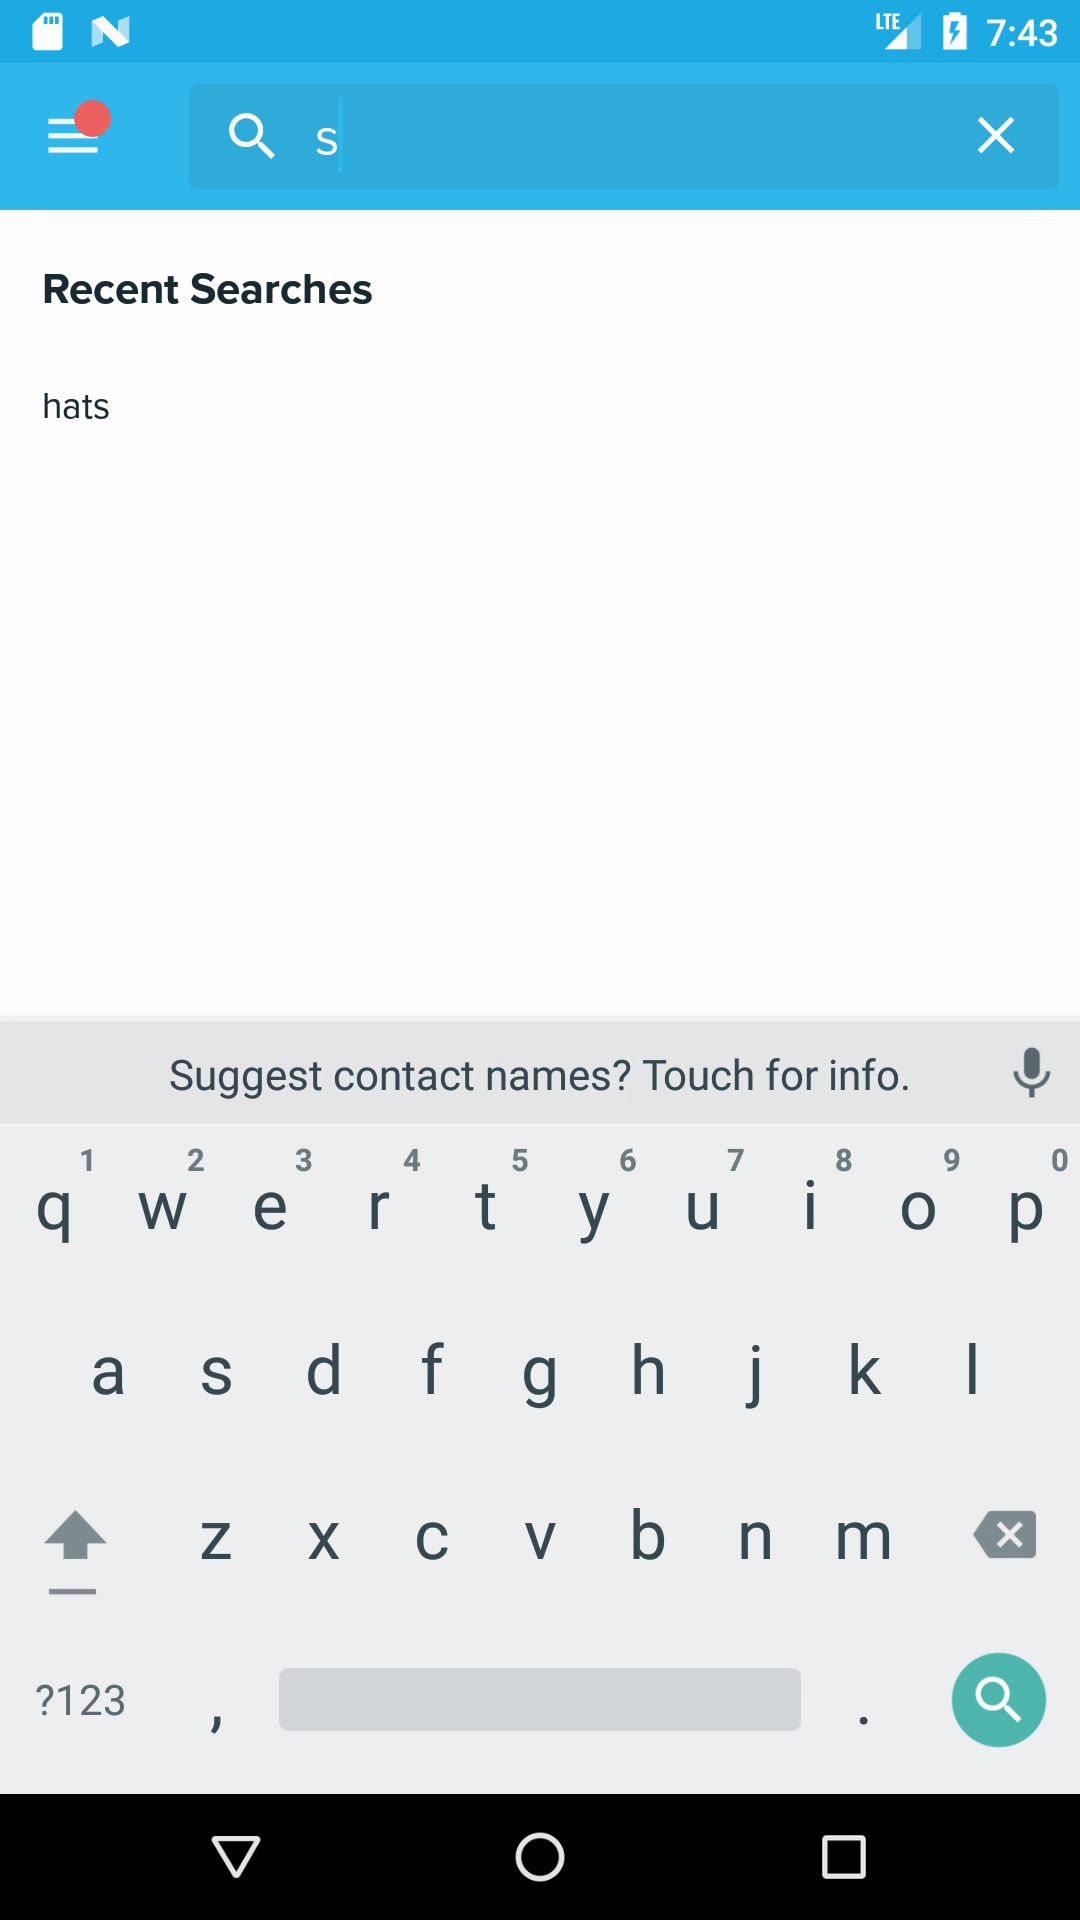 LTE 7:43
s
Recent Searches
hats
Suggest contact names? Touch for info.
1 2 3 4 5 6 7 8 9 0
q w e r t y u i o p
a s d f g h j k l
z x c v b n m
?123 , .